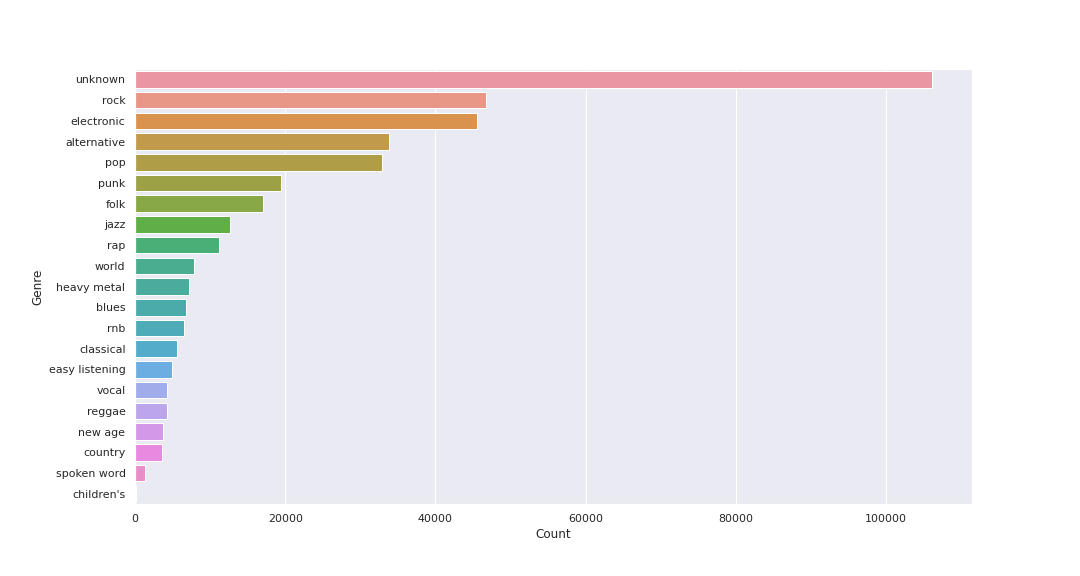 unknown
rock
electronic
alternative
pop
punk
folk
jazz
rap
world
heavy metal
blues
rnb
classical
easy listening
vocal
reggae
new age
country
spoken word
children's
Genre
0 20000 40000 60000 80000 100000
Count